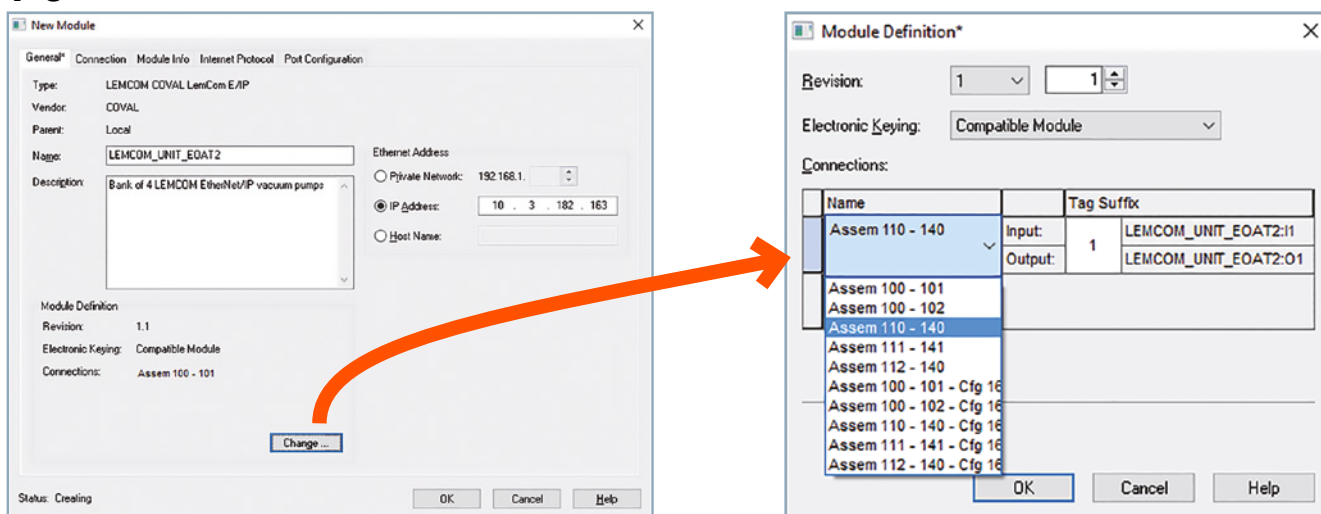 New Module
General* Connection Module Info Internet Protocol Port Configuration
Type: LEMCOM COVAL LemCom E/IP
Vendor: COVAL
Parent: Local
Name: LEMCOM_UNIT_EOAT2
Description: Bank of 4 LEMCOM EtherNet/IP vacuum pumps
Ethernet Address
Private Network: 192.168.1.
IP Address: 10 . 3 . 182 . 163
Host Name:
Module Definition
Revision: 1.1
Electronic Keying: Compatible Module
Connections: Assem 100 - 101
Change ...
Status: Creating
OK Cancel Help
Module Definition*
Revision: 1 1
Electronic Keying: Compatible Module
Connections:
Name Tag Suffix
Assem 110 - 140 Input: 1 LEMCOM_UNIT_EOAT2:I1
Output: LEMCOM_UNIT_EOAT2:O1
Assem 100 - 101
Assem 100 - 102
Assem 110 - 140
Assem 111 - 141
Assem 112 - 140
Assem 100 - 101 - Cfg 16
Assem 100 - 102 - Cfg 16
Assem 110 - 140 - Cfg 16
Assem 111 - 141 - Cfg 16
Assem 112 - 140 - Cfg 16
OK Cancel Help